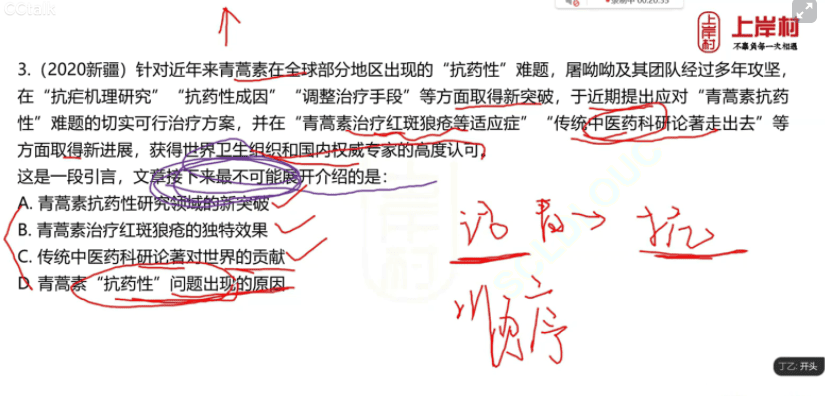 CCtalk
上岸村
上岸村
不辜负每一次相遇
3.（2020新疆）针对近年来青蒿素在全球部分地区出现的“抗药性”难题，屠呦呦及其团队经过多年攻坚，
在“抗疟机理研究”“抗药性成因”“调整治疗手段”等方面取得新突破，于近期提出应对“青蒿素抗药
性”难题的切实可行治疗方案，并在“青蒿素治疗红斑狼疮等适应症”“传统中医药科研论著走出去”等
方面取得新进展，获得世界卫生组织和国内权威专家的高度认可。
这是一段引言，文章接下来最不可能展开介绍的是：
A. 青蒿素抗药性研究领域的新突破
B. 青蒿素治疗红斑狼疮的独特效果
C. 传统中医药科研论著对世界的贡献
D. 青蒿素“抗药性”问题出现的原因
顺序
丁乙: 开头